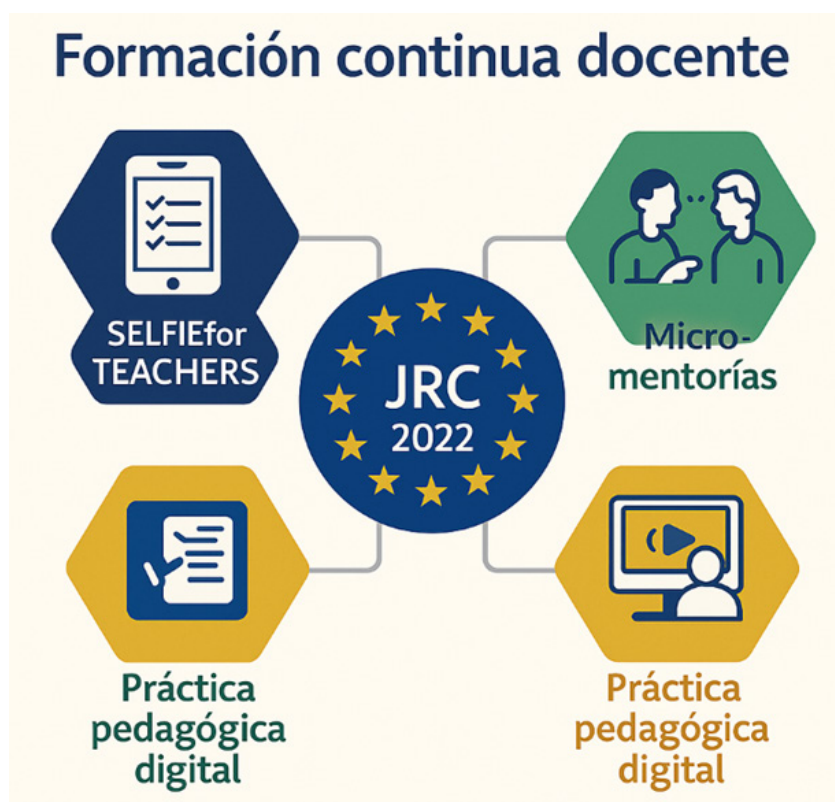 Formación continua docente
SELFIEfor
TEACHERS
Micro-
mentorías
JRC
2022
Práctica
pedagógica
digital
Práctica
pedagógica
digital